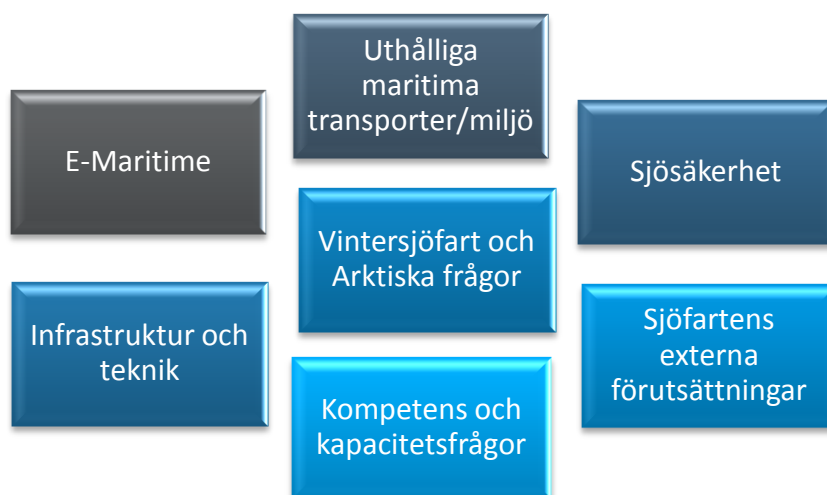 Uthålliga
maritima
transporter/miljö
E-Maritime
Sjösäkerhet
Vintersjöfart och
Arktiska frågor
Infrastruktur och
teknik
Sjöfartens
externa
förutsättningar
Kompetens och
kapacitetsfrågor